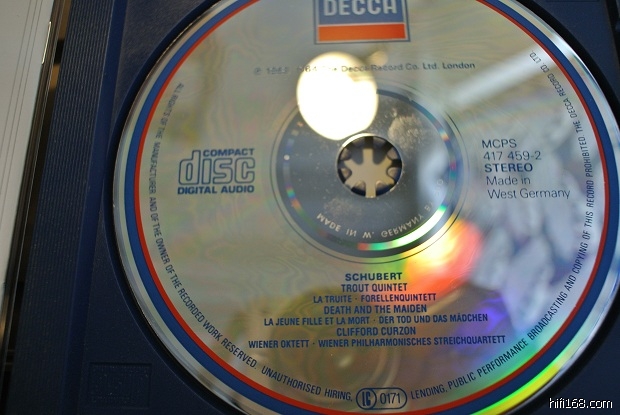 DECCA
Decca Record Co. Ltd. London
COMPACT
disc
DIGITAL AUDIO
MCPS
417 459-2
STEREO
Made in
West Germany
MADE IN W. GERMANY
SCHUBERT
TROUT QUINTET
LA TRUITE · FORELLENQUINTETT
DEATH AND THE MAIDEN
LA JEUNE FILLE ET LA MORT · DER TOD UND DAS MÄDCHEN
CLIFFORD CURZON
WIENER OKTETT · WIENER PHILHARMONISCHES STREICHQUARTETT
ALL RIGHTS OF THE MANUFACTURER AND OF THE OWNER OF THE RECORDED WORK RESERVED. UNAUTHORISED HIRING, LENDING, PUBLIC PERFORMANCE BROADCASTING AND COPYING OF THIS RECORD PROHIBITED THE DECCA RECORD CO. LTD.
LC 0171
hifi168.com